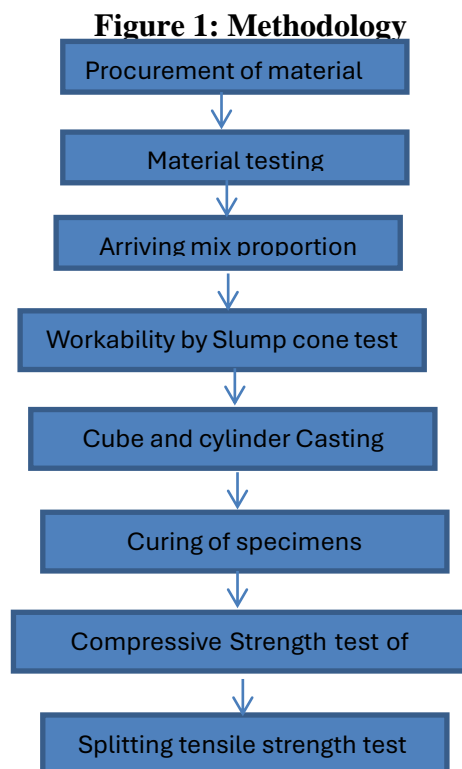 Figure 1: Methodology
Procurement of material
Material testing
Arriving mix proportion
Workability by Slump cone test
Cube and cylinder Casting
Curing of specimens
Compressive Strength test of
Splitting tensile strength test